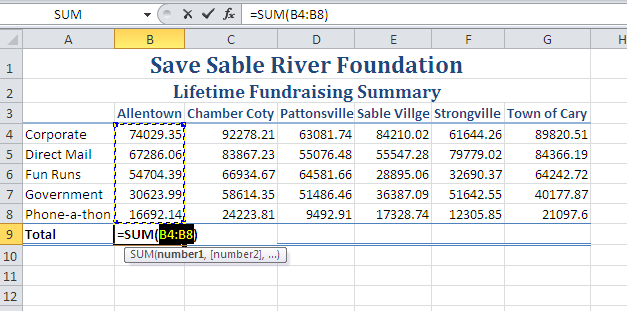 SUM =SUM(B4:B8)
A B C D E F G H
1 Save Sable River Foundation
2 Lifetime Fundraising Summary
3 Allentown Chamber Coty Pattonsville Sable Villge Strongville Town of Cary
4 Corporate 74029.35 92278.21 63081.74 84210.02 61644.26 89820.51
5 Direct Mail 67286.06 83867.23 55076.48 55547.28 79779.02 84366.19
6 Fun Runs 54704.39 66934.67 64581.66 28895.06 32690.37 64242.72
7 Government 30623.99 58614.35 51486.46 36387.09 51642.55 40177.87
8 Phone-a-thon 16692.14 24223.81 9492.91 17328.74 12305.85 21097.6
9 Total =SUM(B4:B8)
10 SUM(number1, [number2], ...)
11
12